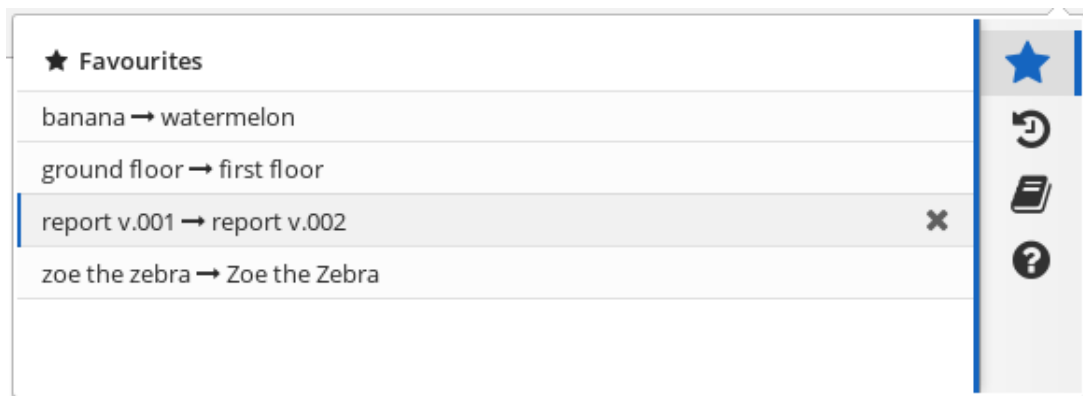 Favourites
banana → watermelon
ground floor → first floor
report v.001 → report v.002
zoe the zebra → Zoe the Zebra